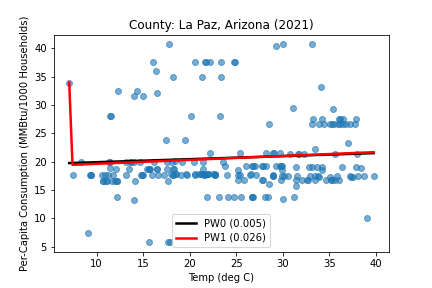 County: La Paz, Arizona (2021)
Per-Capita Consumption (MMBtu/1000 Households)
40
35
30
25
20
15
10
5
PW0 (0.005)
PW1 (0.026)
10 15 20 25 30 35 40
Temp (deg C)